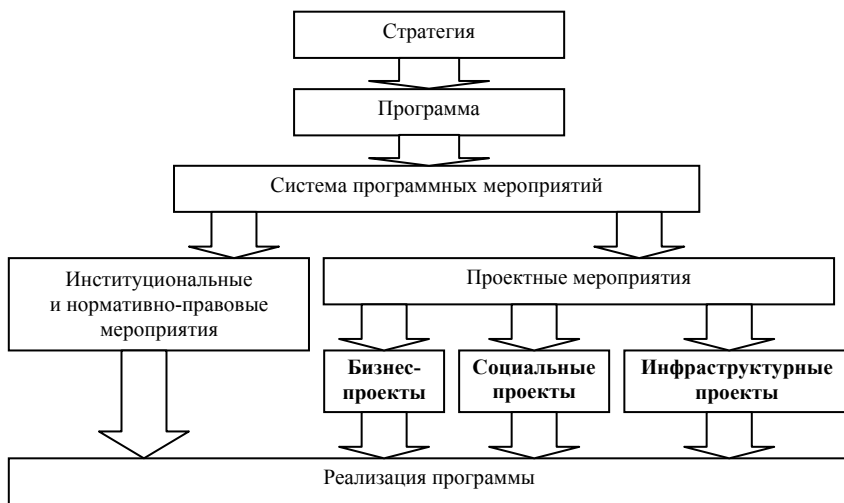 Стратегия
Программа
Система программных мероприятий
Институциональные
и нормативно-правовые
мероприятия
Проектные мероприятия
Бизнес-
проекты
Социальные
проекты
Инфраструктурные
проекты
Реализация программы